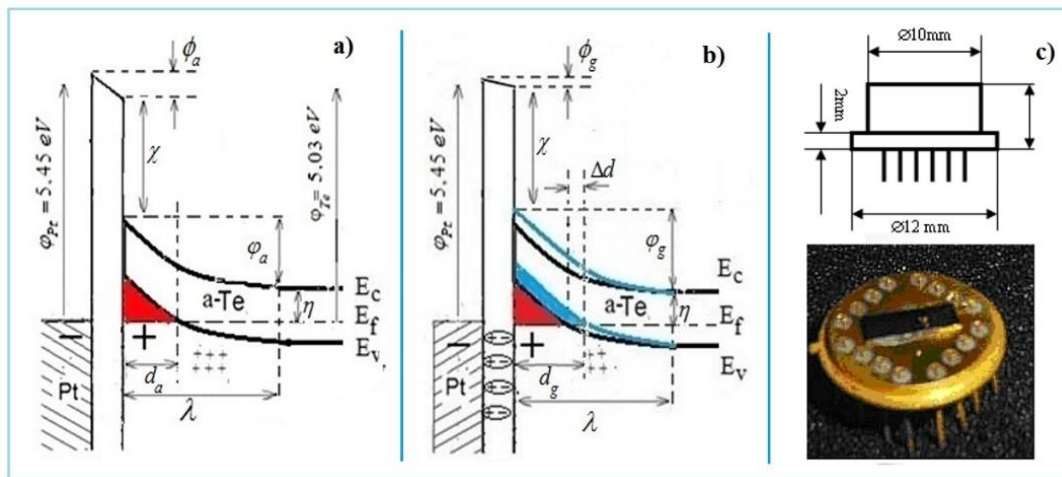 a)
ϕa
χ
φPt = 5.45 eV
φTe = 5.03 eV
φa
a-Te
η
Ec
Ef
Ev,
−
+
+++
+++
Pt
da
λ
b)
ϕg
χ
Δd
φPt = 5.45 eV
φg
a-Te
η
Ec
Ef
Ev
−
+
+++
+++
Pt
dg
λ
c)
⌀10mm
2mm
⌀12 mm